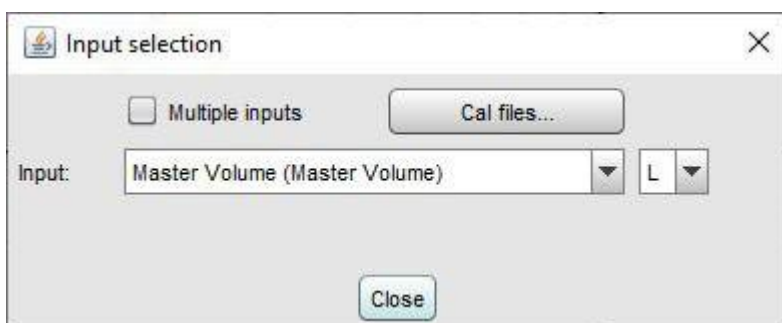 Input selection
Multiple inputs Cal files...
Input: Master Volume (Master Volume) L
Close